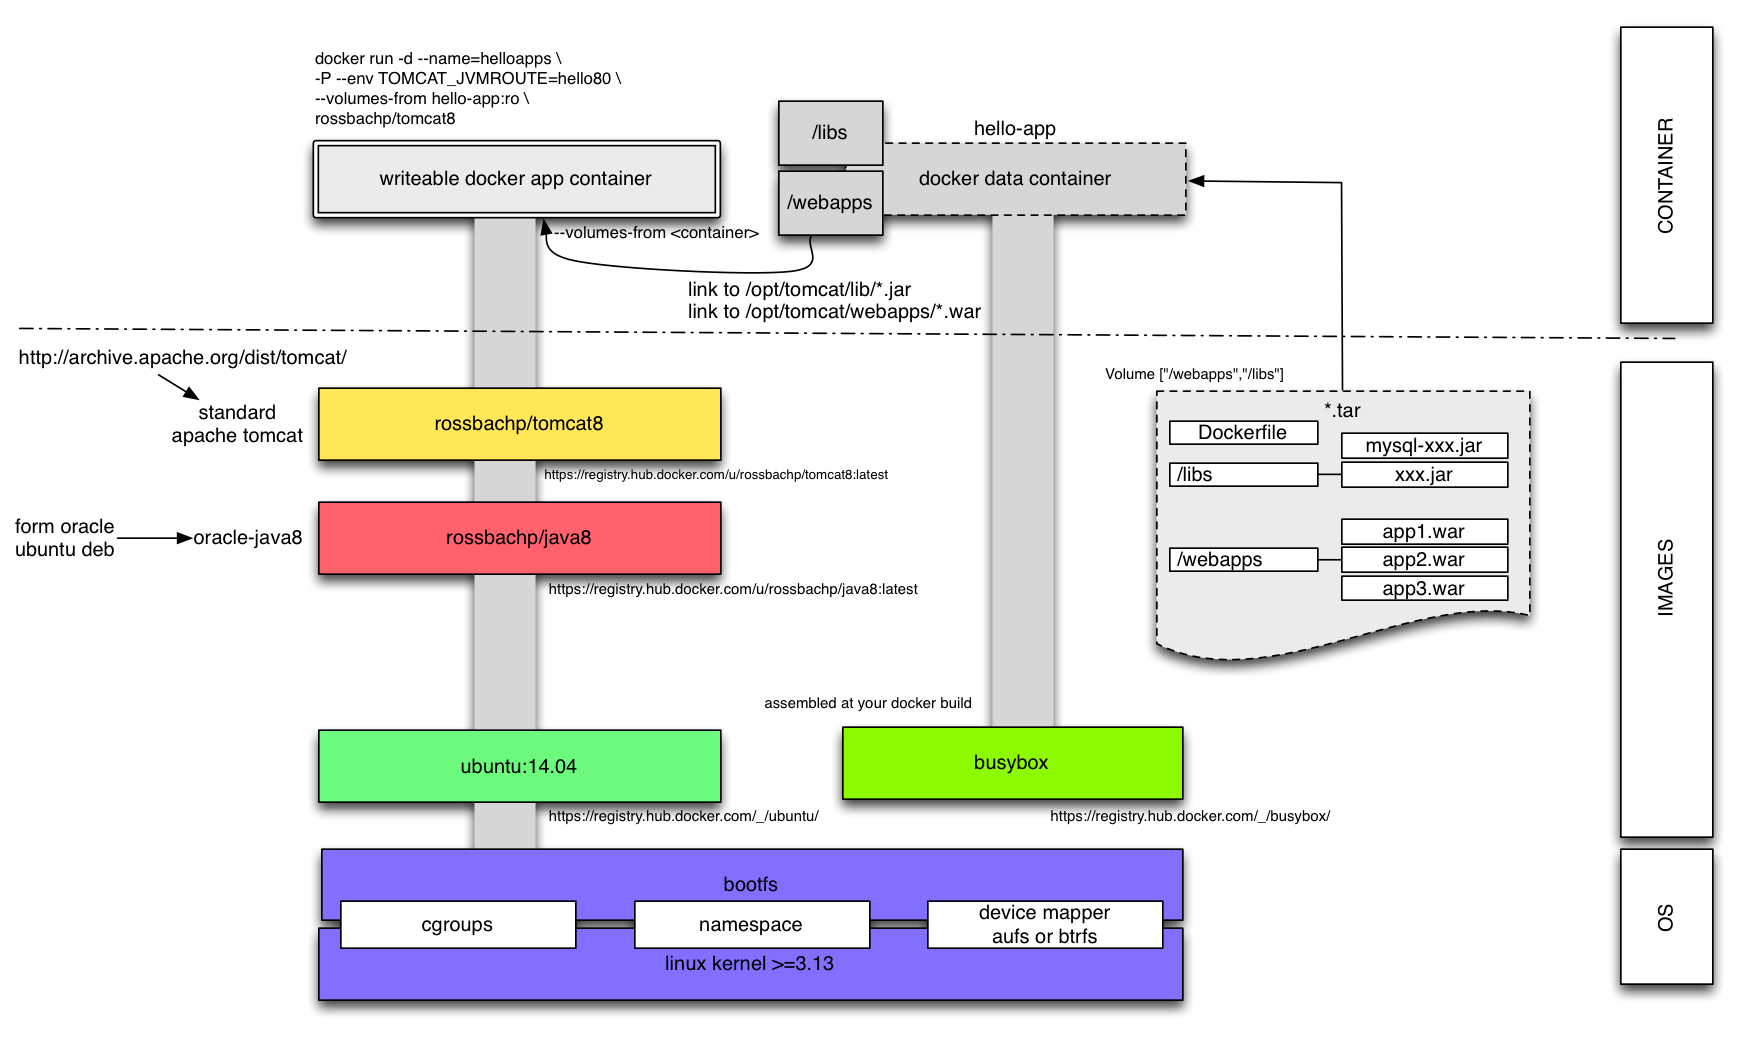 docker run -d --name=helloapps \
-P --env TOMCAT_JVMROUTE=hello80 \
--volumes-from hello-app:ro \
rossbachp/tomcat8
writeable docker app container
/libs
hello-app
docker data container
/webapps
--volumes-from <container>
link to /opt/tomcat/lib/*.jar
link to /opt/tomcat/webapps/*.war
CONTAINER
http://archive.apache.org/dist/tomcat/
standard
apache tomcat
rossbachp/tomcat8
https://registry.hub.docker.com/u/rossbachp/tomcat8:latest
form oracle
ubuntu deb
oracle-java8
rossbachp/java8
https://registry.hub.docker.com/u/rossbachp/java8:latest
Volume ["/webapps","/libs"]
*.tar
Dockerfile
mysql-xxx.jar
/libs
xxx.jar
app1.war
/webapps
app2.war
app3.war
IMAGES
assembled at your docker build
ubuntu:14.04
https://registry.hub.docker.com/_/ubuntu/
busybox
https://registry.hub.docker.com/_/busybox/
bootfs
cgroups
namespace
device mapper
aufs or btrfs
linux kernel >=3.13
OS